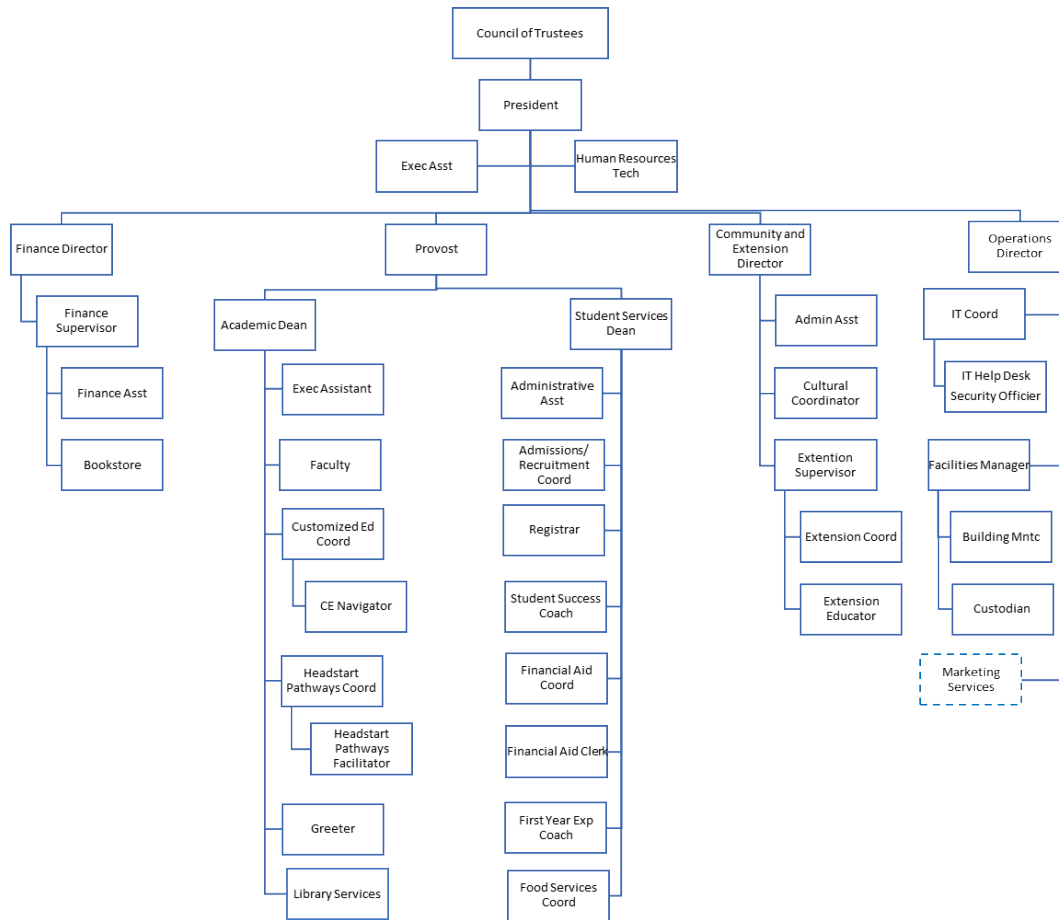 Council of Trustees
President
Exec Asst
Human Resources
Tech
Finance Director
Provost
Community and
Extension
Director
Operations
Director
Finance
Supervisor
Finance Asst
Bookstore
Academic Dean
Exec Assistant
Faculty
Customized Ed
Coord
CE Navigator
Headstart
Pathways Coord
Headstart
Pathways
Facilitator
Greeter
Library Services
Student Services
Dean
Administrative
Asst
Admissions/
Recruitment
Coord
Registrar
Student Success
Coach
Financial Aid
Coord
Financial Aid Clerk
First Year Exp
Coach
Food Services
Coord
Admin Asst
Cultural
Coordinator
Extention
Supervisor
Extension Coord
Extension
Educator
IT Coord
IT Help Desk
Security Officier
Facilities Manager
Building Mntc
Custodian
Marketing
Services